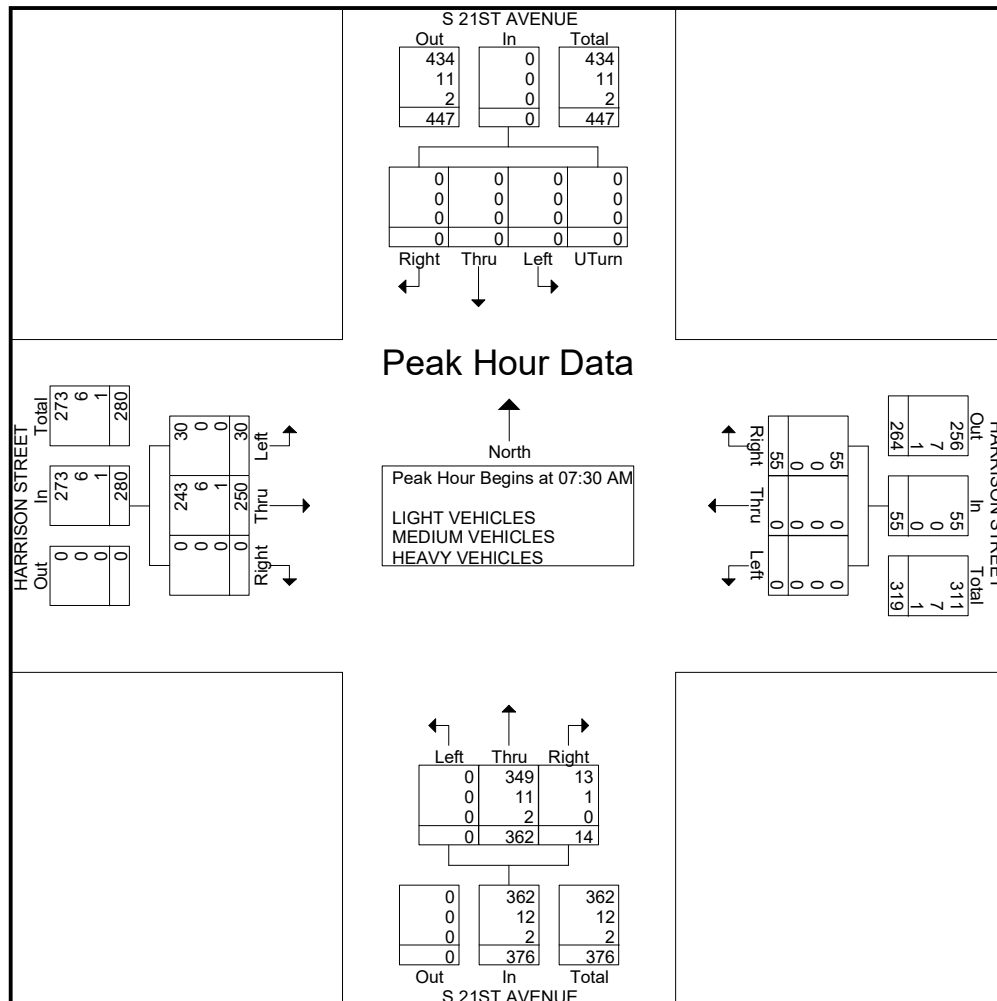 S 21ST AVENUE
Out In Total
434 0 434
11 0 11
2 0 2
447 0 447
0 0 0 0
0 0 0 0
0 0 0 0
0 0 0 0
Right Thru Left UTurn
Peak Hour Data
North
Peak Hour Begins at 07:30 AM
LIGHT VEHICLES
MEDIUM VEHICLES
HEAVY VEHICLES
HARRISON STREET
Out In Total
0 273 273
0 6 6
0 1 1
0 280 280
Left Thru Right
30 243 0
0 6 0
0 1 0
30 250 0
HARRISON STREET
Out In Total
256 55 311
7 0 7
1 0 1
264 55 319
55 0 0
0 0 0
0 0 0
55 0 0
Right Thru Left
Left Thru Right
0 349 13
0 11 1
0 2 0
0 362 14
0 362 362
0 12 12
0 2 2
0 376 376
Out In Total
S 21ST AVENUE